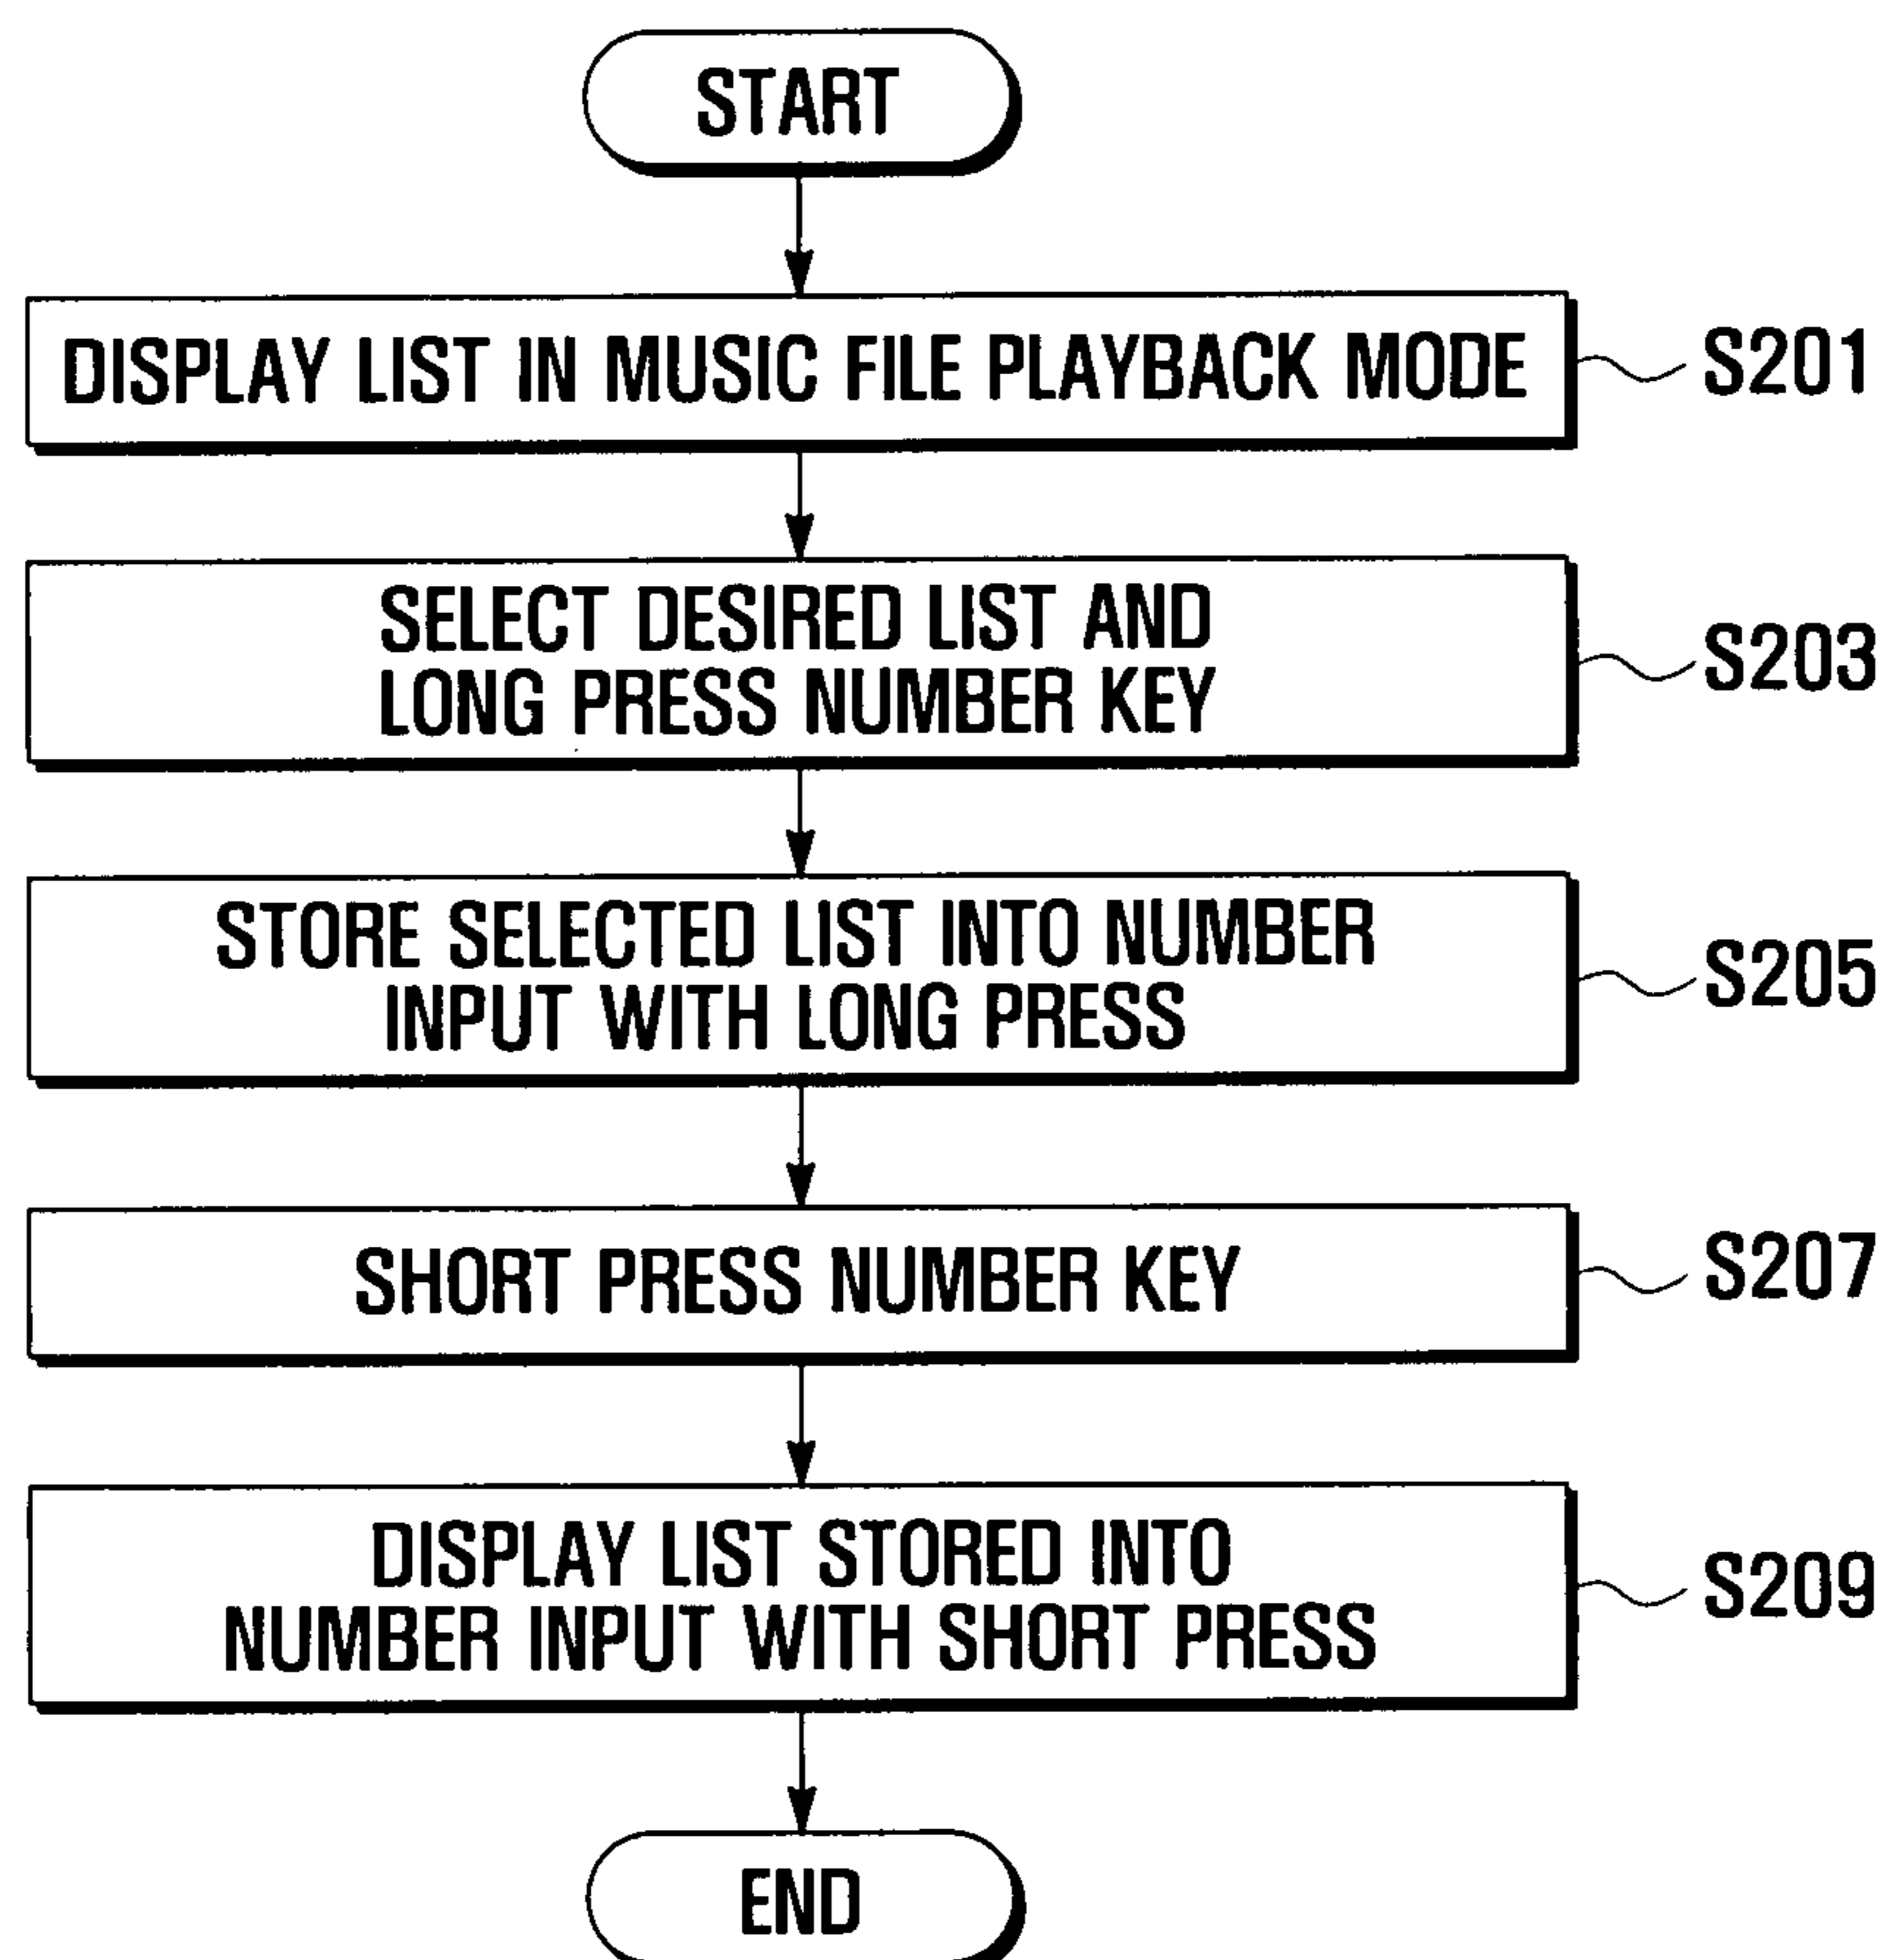 START
DISPLAY LIST IN MUSIC FILE PLAYBACK MODE
S201
SELECT DESIRED LIST AND
LONG PRESS NUMBER KEY
S203
STORE SELECTED LIST INTO NUMBER
INPUT WITH LONG PRESS
S205
SHORT PRESS NUMBER KEY
S207
DISPLAY LIST STORED INTO
NUMBER INPUT WITH SHORT PRESS
S209
END